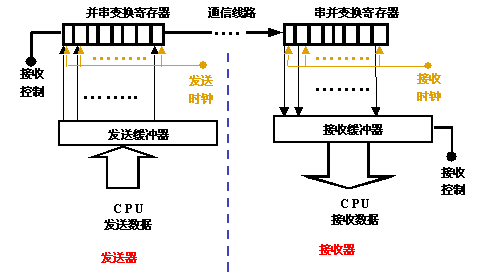 并串变换寄存器
通信线路
串并变换寄存器
接收
控制
发送
时钟
接收
时钟
发送缓冲器
接收缓冲器
接收
控制
CPU
发送数据
CPU
接收数据
发送器
接收器